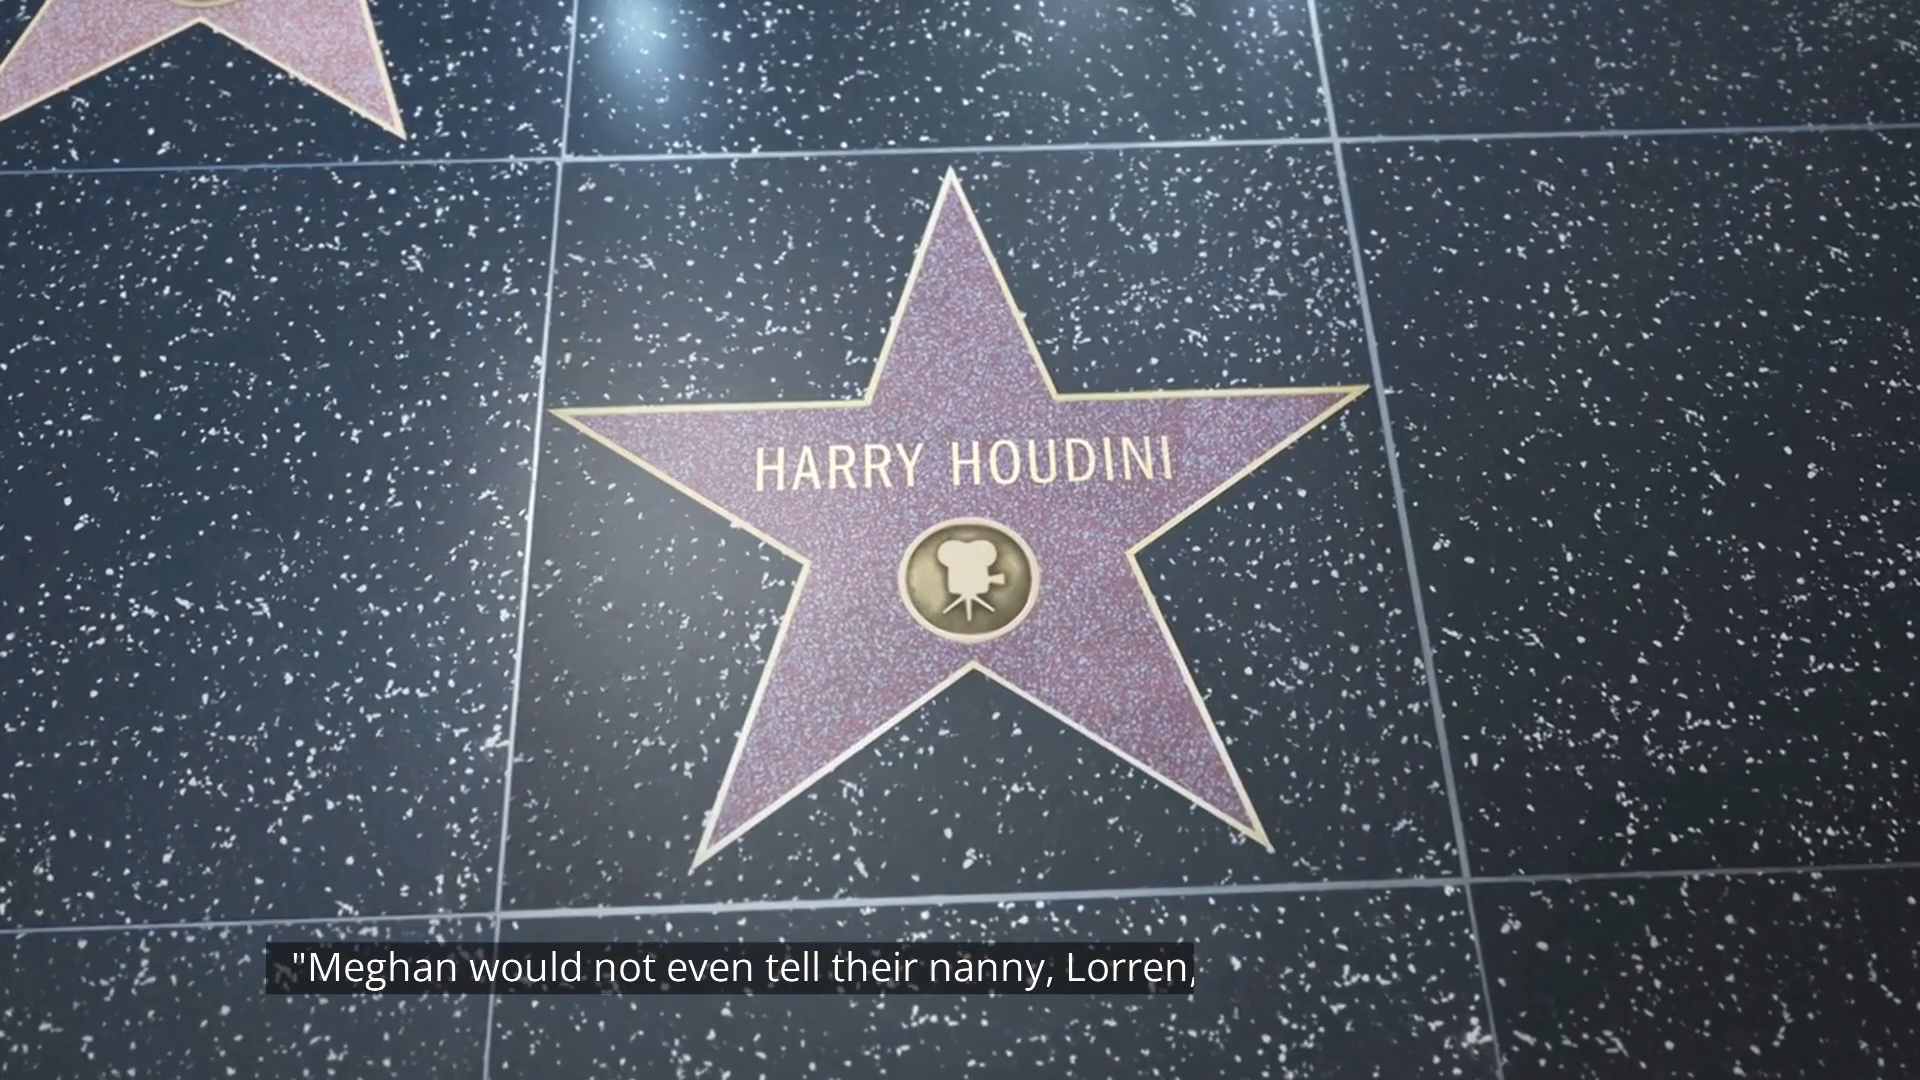 HARRY HOUDINI
"Meghan would not even tell their nanny, Lorren,